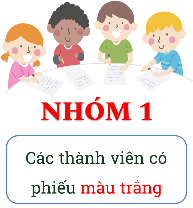 NHÓM 1
Các thành viên có
phiếu màu trắng